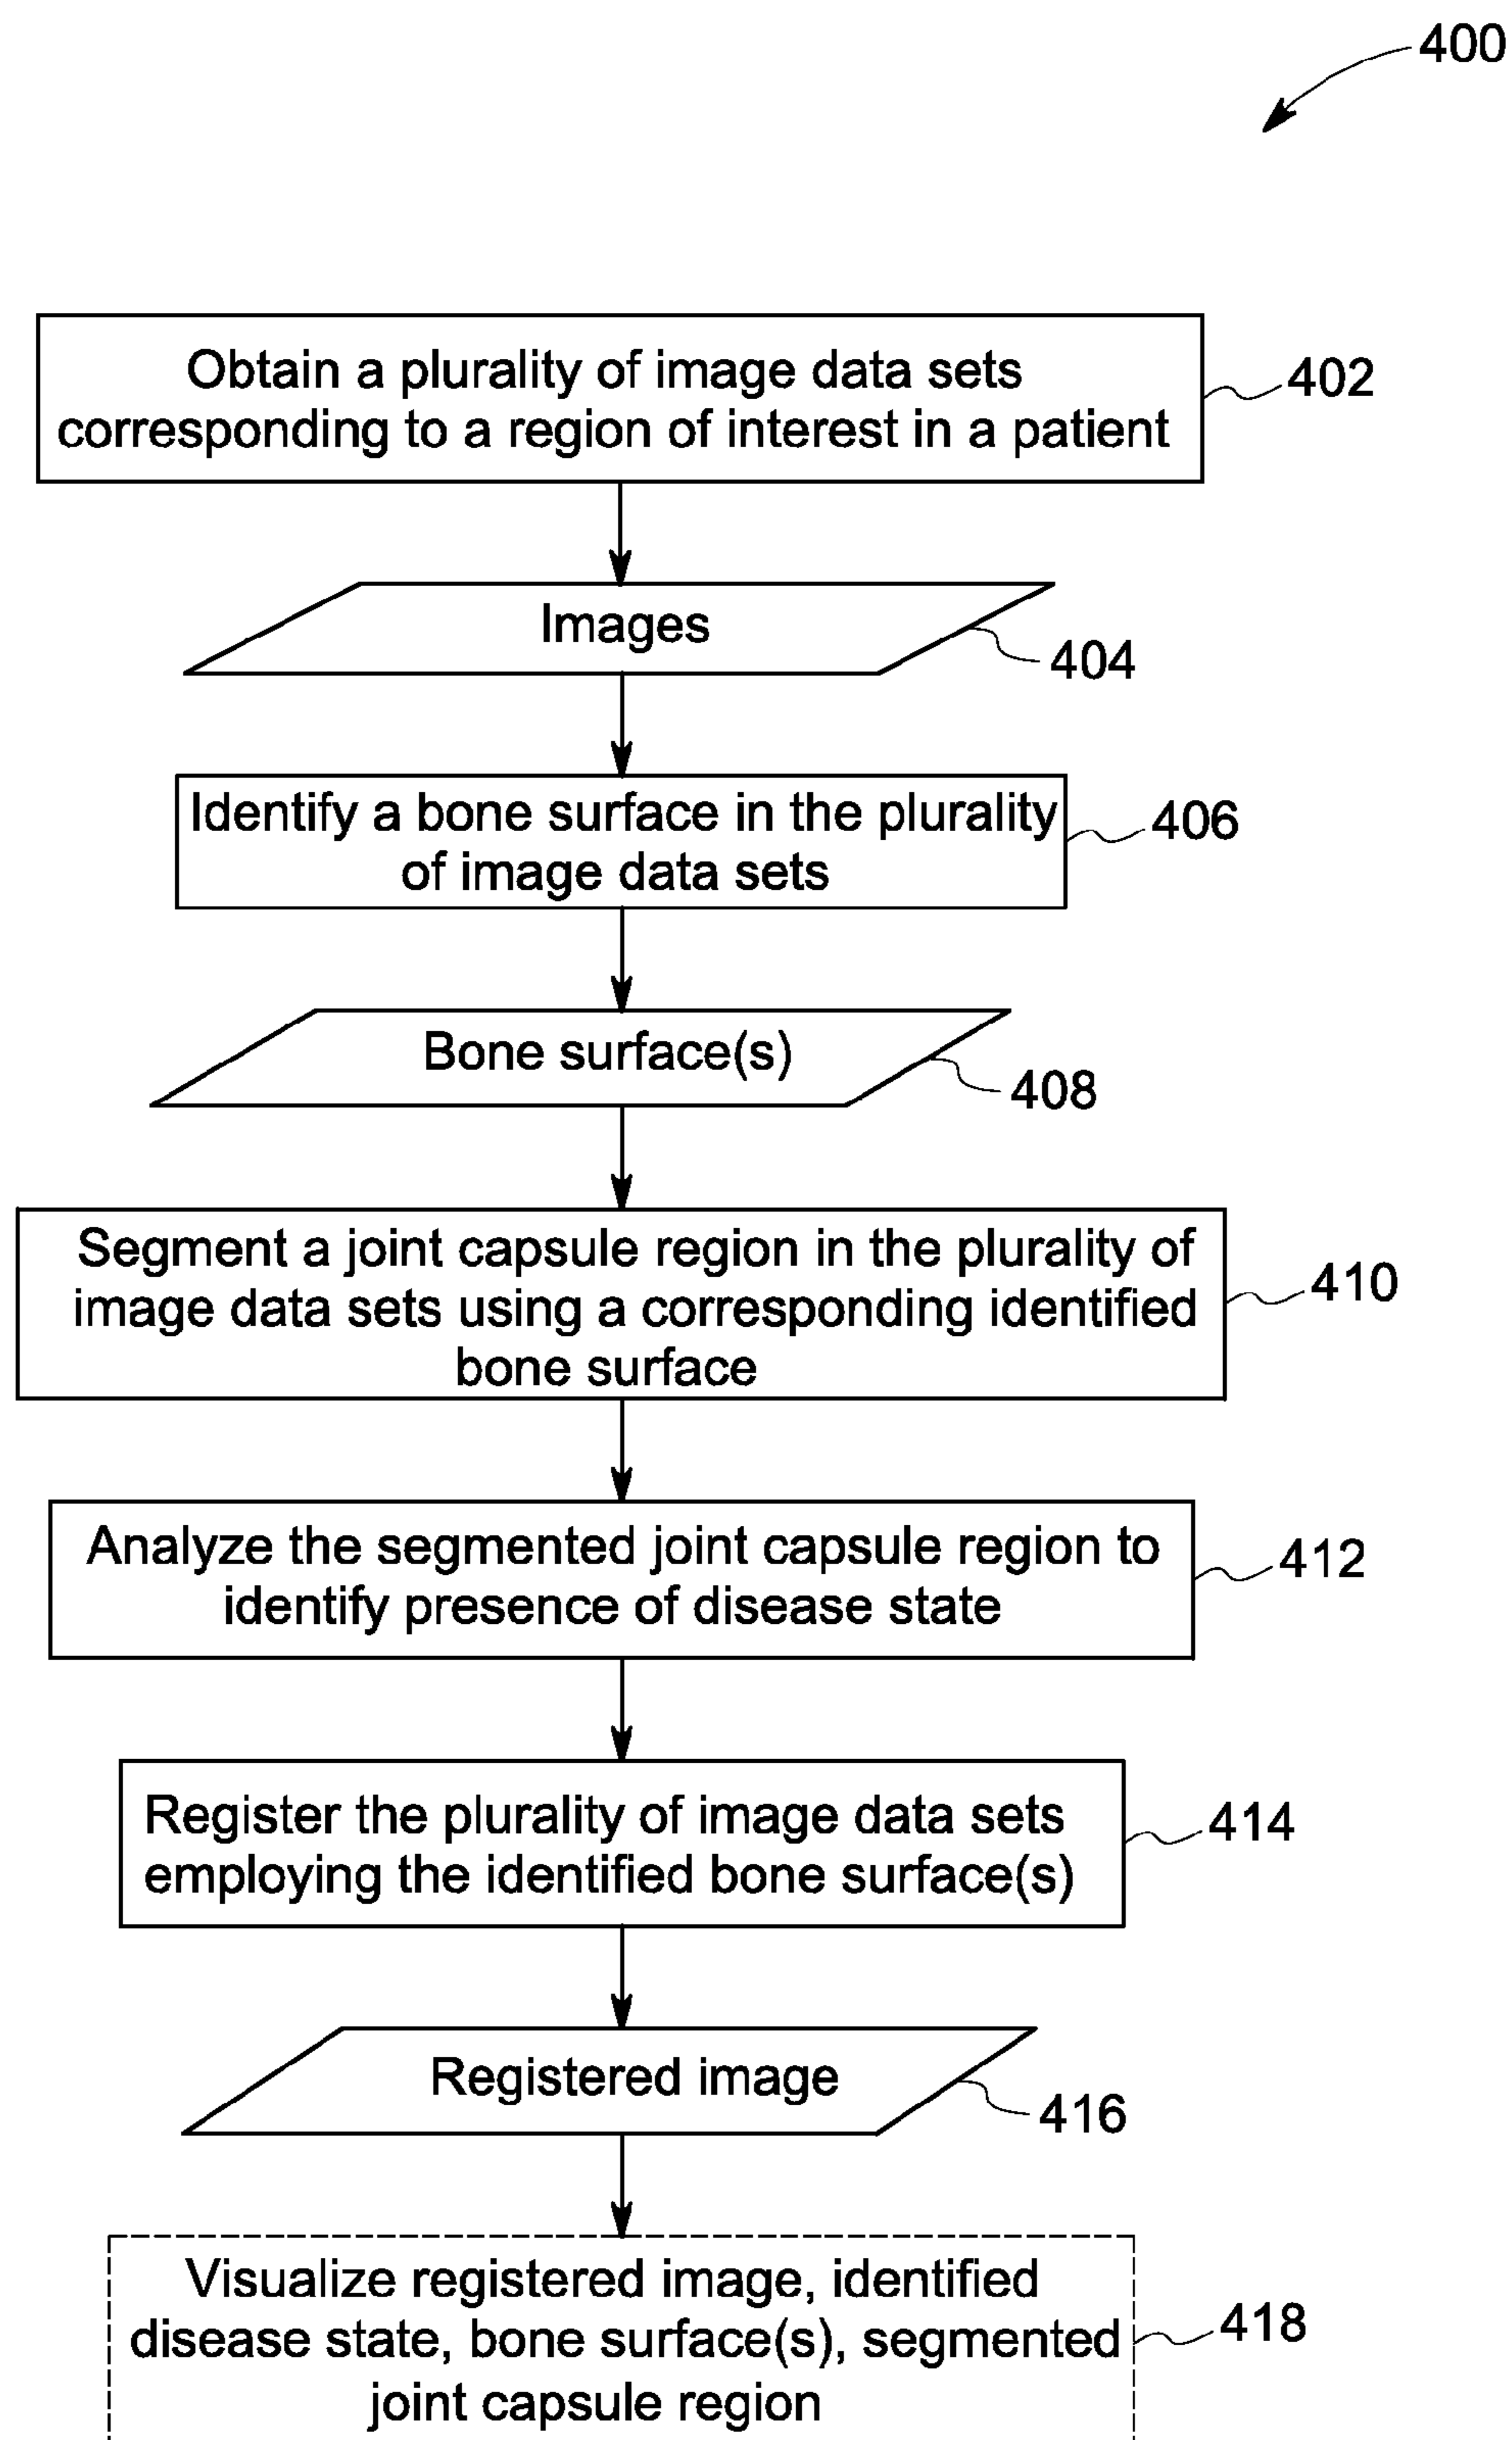 400
Obtain a plurality of image data sets
corresponding to a region of interest in a patient
402
Images
404
Identify a bone surface in the plurality
of image data sets
406
Bone surface(s)
408
Segment a joint capsule region in the plurality of
image data sets using a corresponding identified
bone surface
410
Analyze the segmented joint capsule region to
identify presence of disease state
412
Register the plurality of image data sets
employing the identified bone surface(s)
414
Registered image
416
Visualize registered image, identified
disease state, bone surface(s), segmented
joint capsule region
418